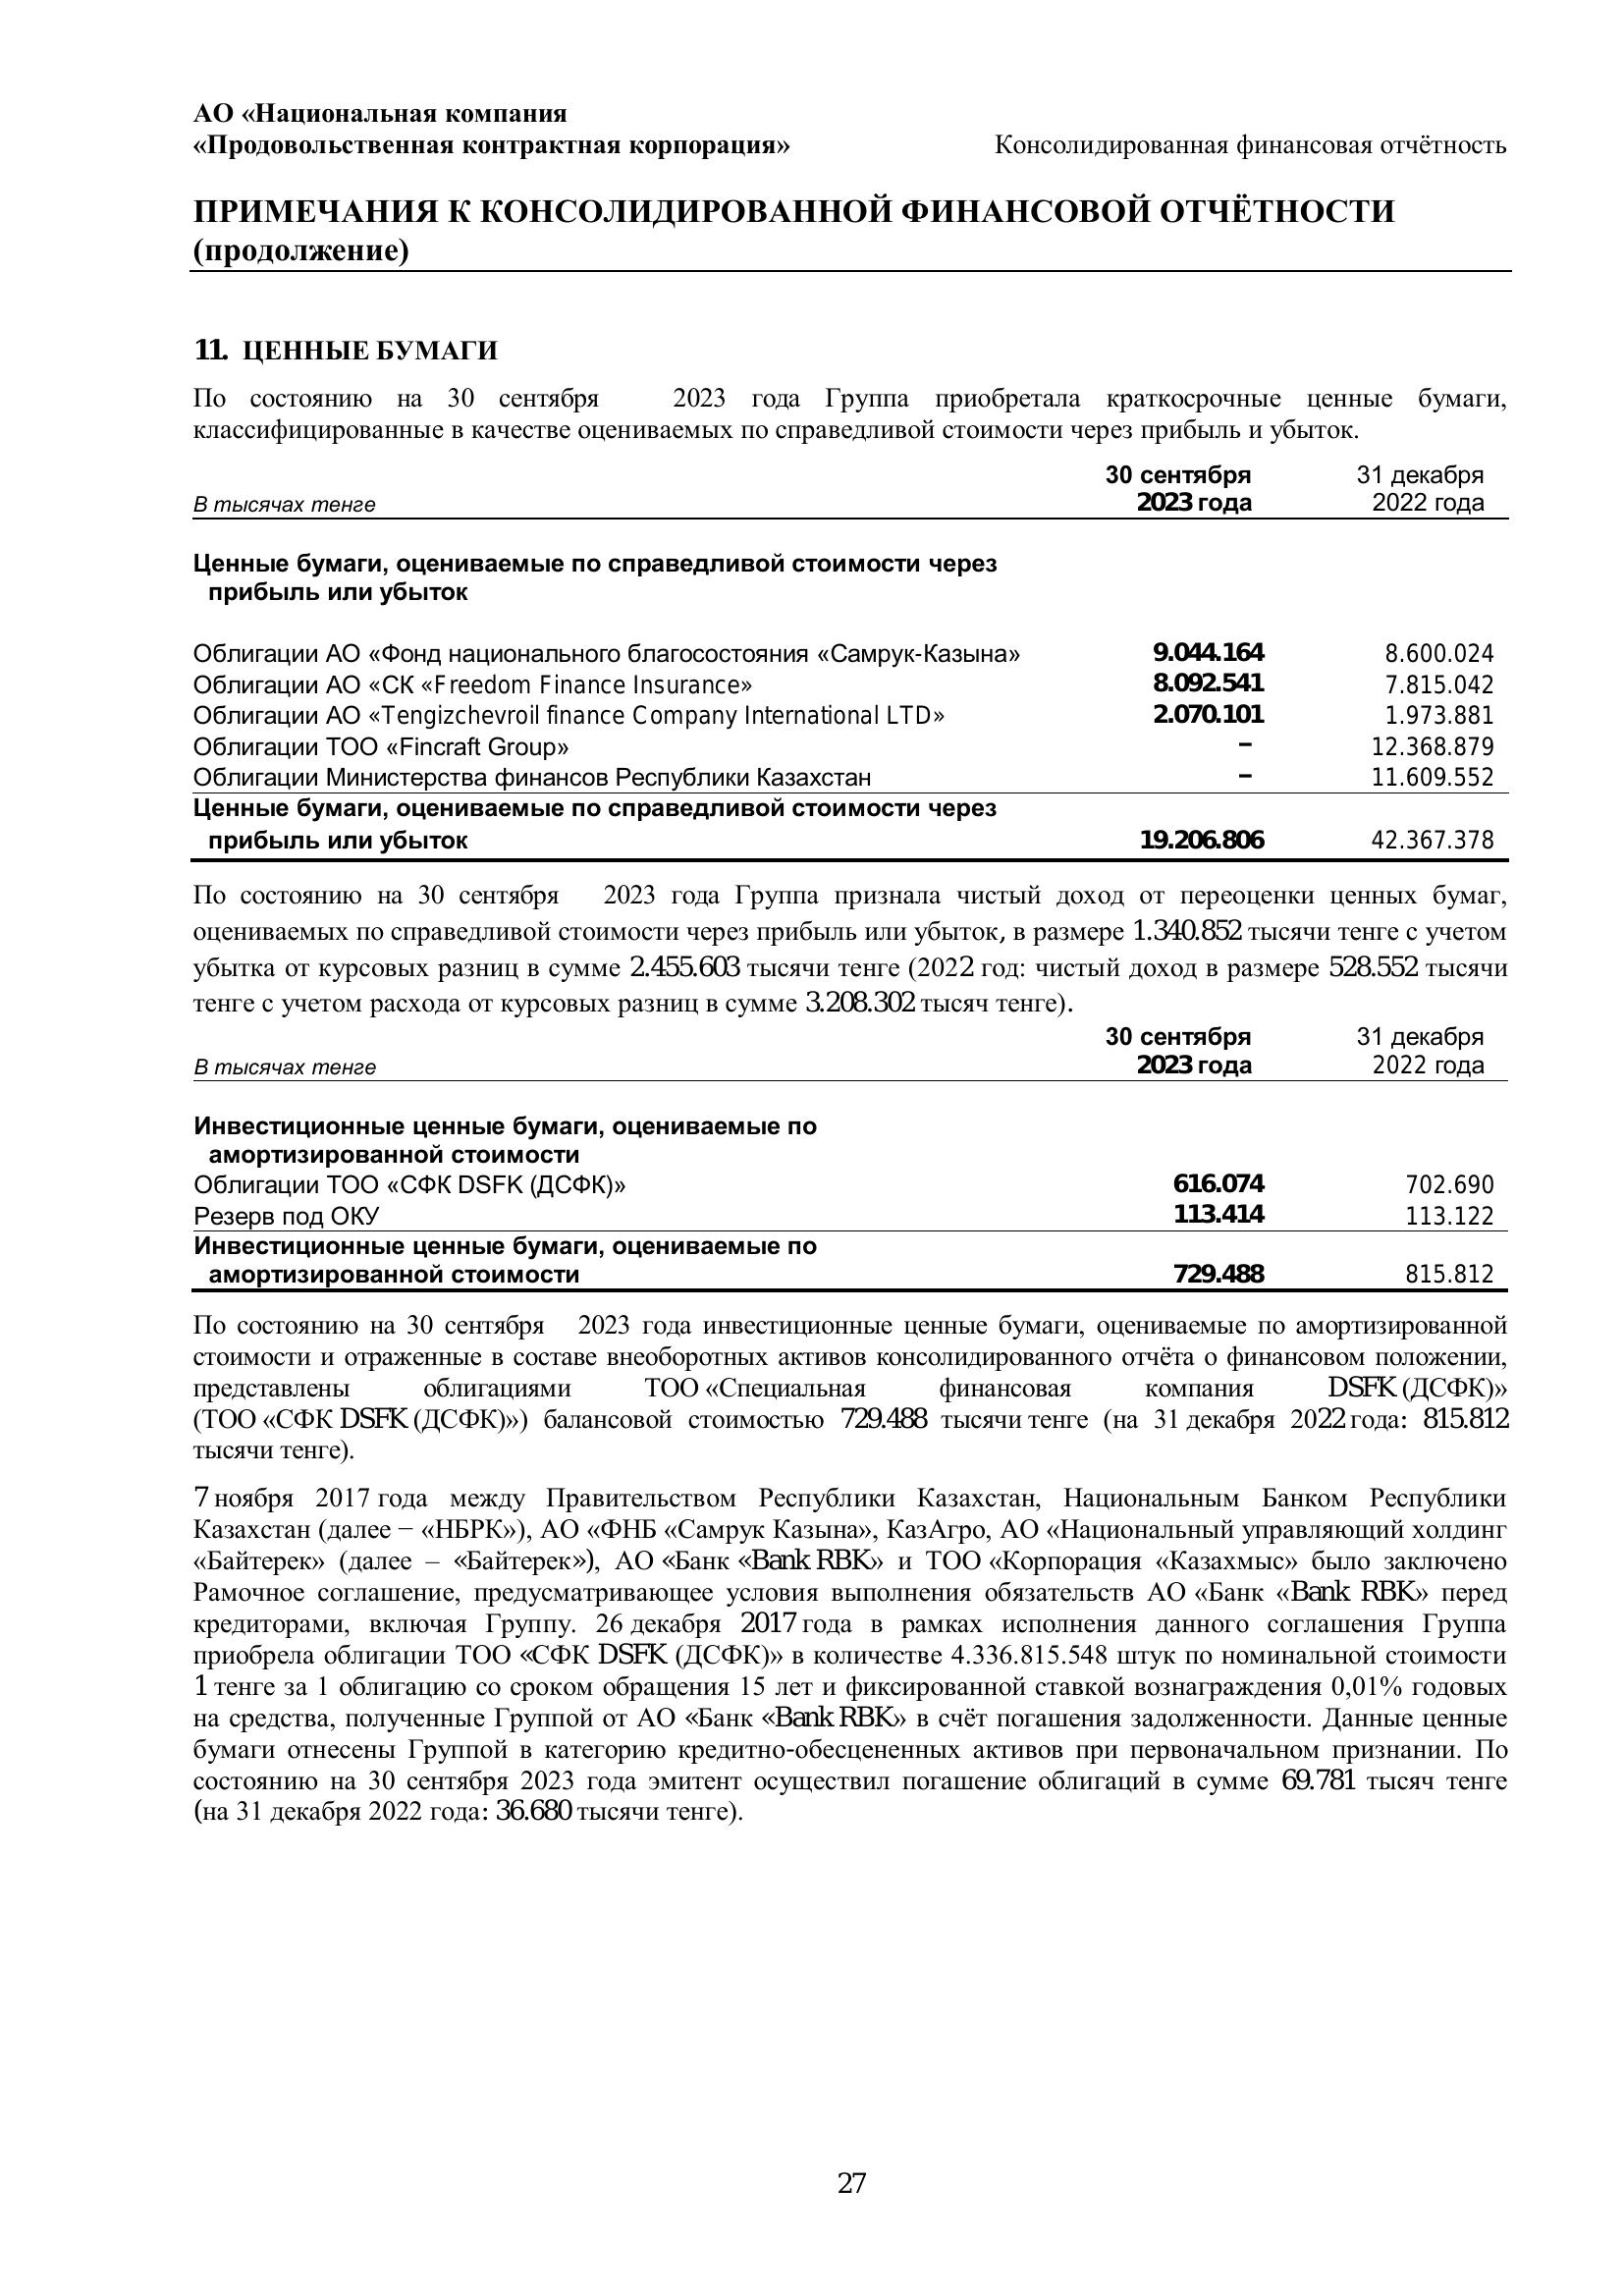 АО «Национальная компания
«Продовольственная контрактная корпорация» Консолидированная финансовая отчётность
ПРИМЕЧАНИЯ К КОНСОЛИДИРОВАННОЙ ФИНАНСОВОЙ ОТЧЁТНОСТИ
(продолжение)
11. ЦЕННЫЕ БУМАГИ
По состоянию на 30 сентября 2023 года Группа приобретала краткосрочные ценные бумаги,
классифицированные в качестве оцениваемых по справедливой стоимости через прибыль и убыток.
30 сентября 31 декабря
В тысячах тенге 2023 года 2022 года
Ценные бумаги, оцениваемые по справедливой стоимости через
прибыль или убыток
Облигации АО «Фонд национального благосостояния «Самрук-Казына» 9.044.164 8.600.024
Облигации АО «СК «Freedom Finance Insurance» 8.092.541 7.815.042
Облигации АО «Tengizchevroil finance Company International LTD» 2.070.101 1.973.881
Облигации ТОО «Fincraft Group» – 12.368.879
Облигации Министерства финансов Республики Казахстан – 11.609.552
Ценные бумаги, оцениваемые по справедливой стоимости через
прибыль или убыток 19.206.806 42.367.378
По состоянию на 30 сентября 2023 года Группа признала чистый доход от переоценки ценных бумаг,
оцениваемых по справедливой стоимости через прибыль или убыток, в размере 1.340.852 тысячи тенге с учетом
убытка от курсовых разниц в сумме 2.455.603 тысячи тенге (2022 год: чистый доход в размере 528.552 тысячи
тенге с учетом расхода от курсовых разниц в сумме 3.208.302 тысяч тенге).
30 сентября 31 декабря
В тысячах тенге 2023 года 2022 года
Инвестиционные ценные бумаги, оцениваемые по
амортизированной стоимости
Облигации ТОО «СФК DSFK (ДСФК)» 616.074 702.690
Резерв под ОКУ 113.414 113.122
Инвестиционные ценные бумаги, оцениваемые по
амортизированной стоимости 729.488 815.812
По состоянию на 30 сентября 2023 года инвестиционные ценные бумаги, оцениваемые по амортизированной
стоимости и отраженные в составе внеоборотных активов консолидированного отчёта о финансовом положении,
представлены облигациями ТОО «Специальная финансовая компания DSFK (ДСФК)»
(ТОО «СФК DSFK (ДСФК)») балансовой стоимостью 729.488 тысячи тенге (на 31 декабря 2022 года: 815.812
тысячи тенге).
7 ноября 2017 года между Правительством Республики Казахстан, Национальным Банком Республики
Казахстан (далее − «НБРК»), АО «ФНБ «Самрук Казына», КазАгро, АО «Национальный управляющий холдинг
«Байтерек» (далее – «Байтерек»), АО «Банк «Bank RBK» и ТОО «Корпорация «Казахмыс» было заключено
Рамочное соглашение, предусматривающее условия выполнения обязательств АО «Банк «Bank RBK» перед
кредиторами, включая Группу. 26 декабря 2017 года в рамках исполнения данного соглашения Группа
приобрела облигации ТОО «СФК DSFK (ДСФК)» в количестве 4.336.815.548 штук по номинальной стоимости
1 тенге за 1 облигацию со сроком обращения 15 лет и фиксированной ставкой вознаграждения 0,01% годовых
на средства, полученные Группой от АО «Банк «Bank RBK» в счёт погашения задолженности. Данные ценные
бумаги отнесены Группой в категорию кредитно-обесцененных активов при первоначальном признании. По
состоянию на 30 сентября 2023 года эмитент осуществил погашение облигаций в сумме 69.781 тысяч тенге
(на 31 декабря 2022 года: 36.680 тысячи тенге).
27